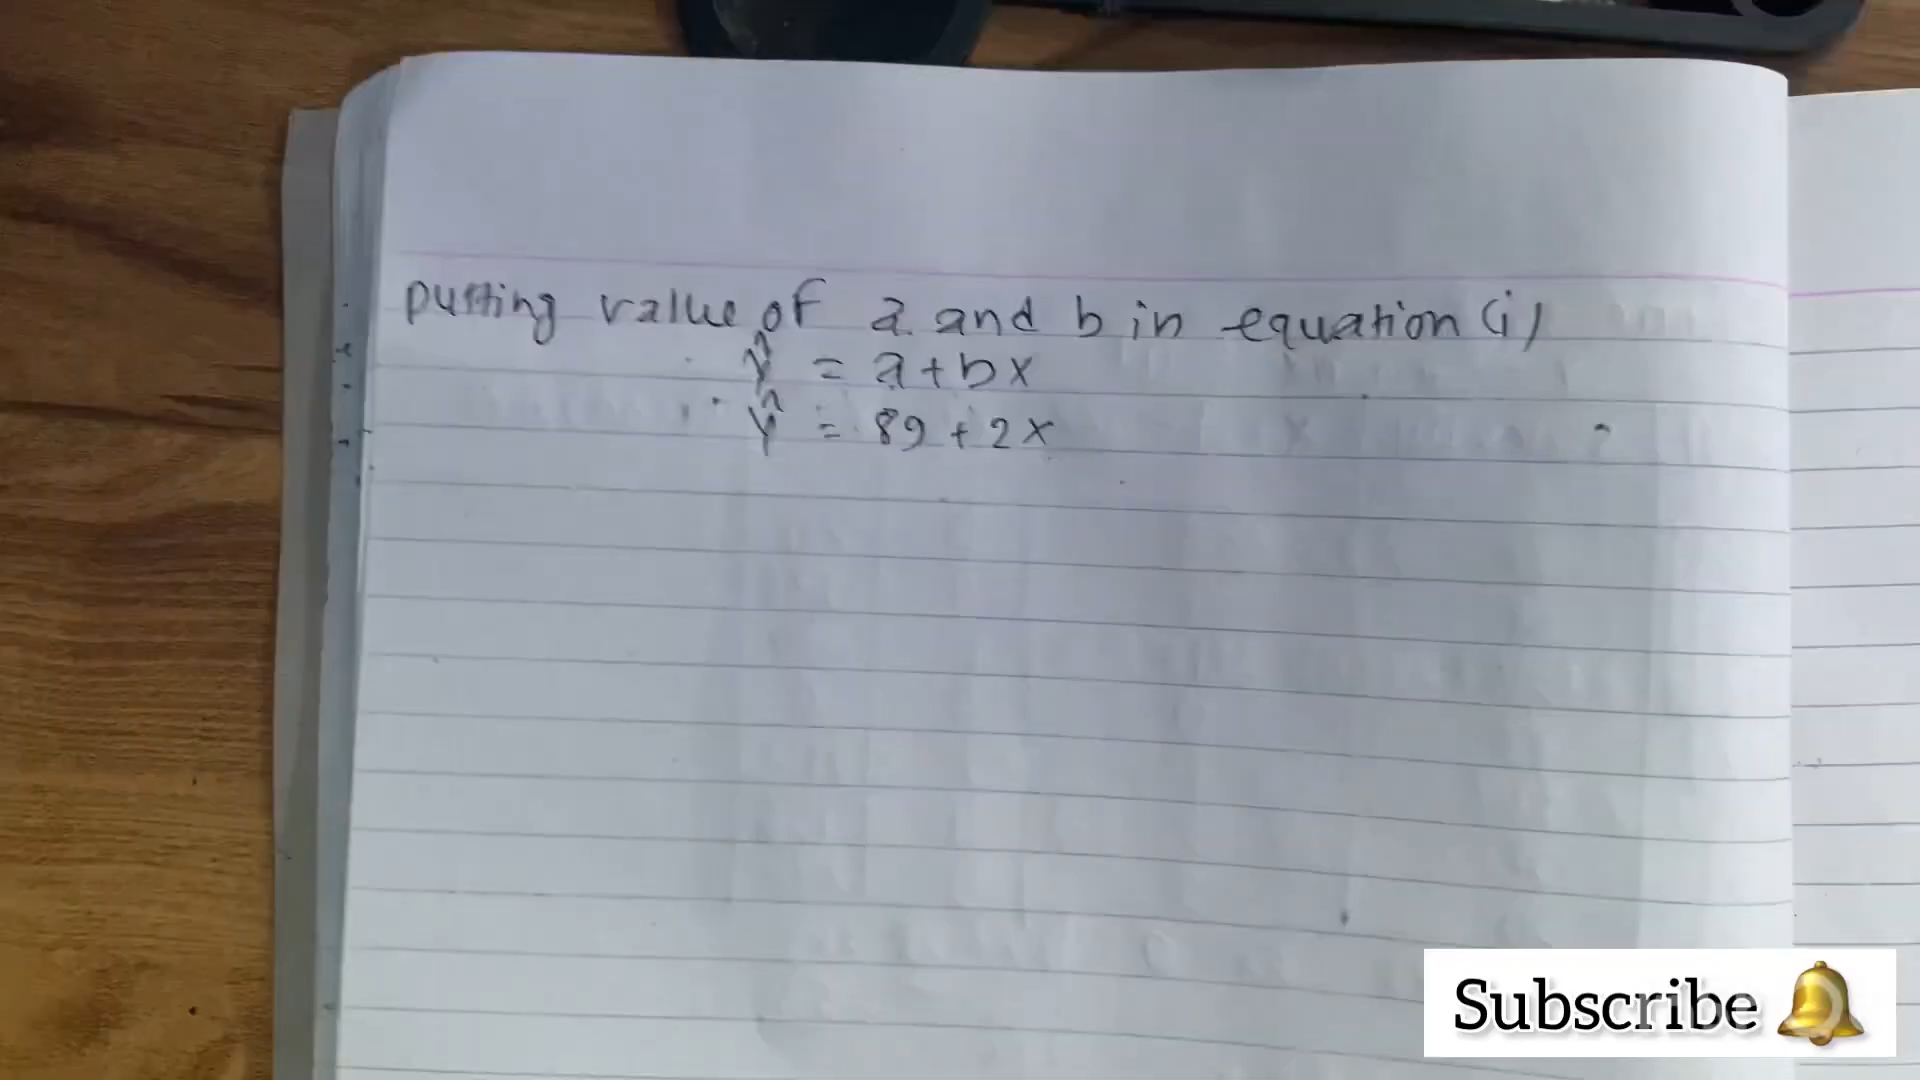 putting value of a and b in equation (i)
ŷ = a+bx
ŷ = 89 + 2x
Subscribe